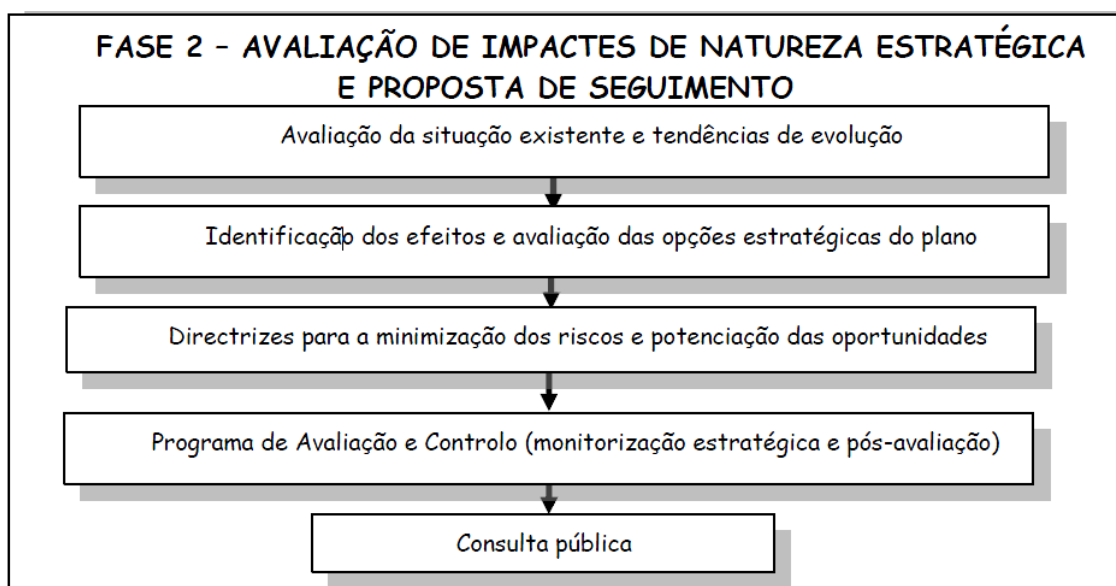 FASE 2 – AVALIAÇÃO DE IMPACTES DE NATUREZA ESTRATÉGICA
E PROPOSTA DE SEGUIMENTO
Avaliação da situação existente e tendências de evolução
Identificação dos efeitos e avaliação das opções estratégicas do plano
Directrizes para a minimização dos riscos e potenciação das oportunidades
Programa de Avaliação e Controlo (monitorização estratégica e pós-avaliação)
Consulta pública